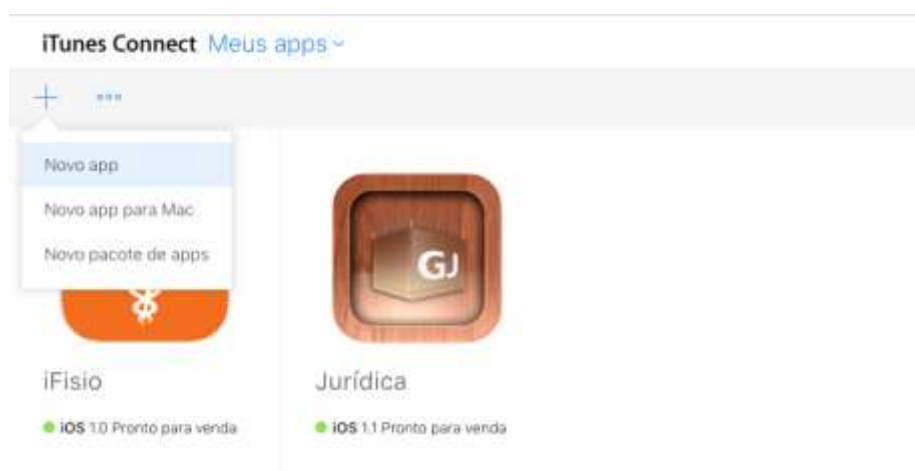 iTunes Connect Meus apps
Novo app
Novo app para Mac
Novo pacote de apps
GJ
iFisio
Jurídica
iOS 1.0 Pronto para venda
iOS 1.1 Pronto para venda